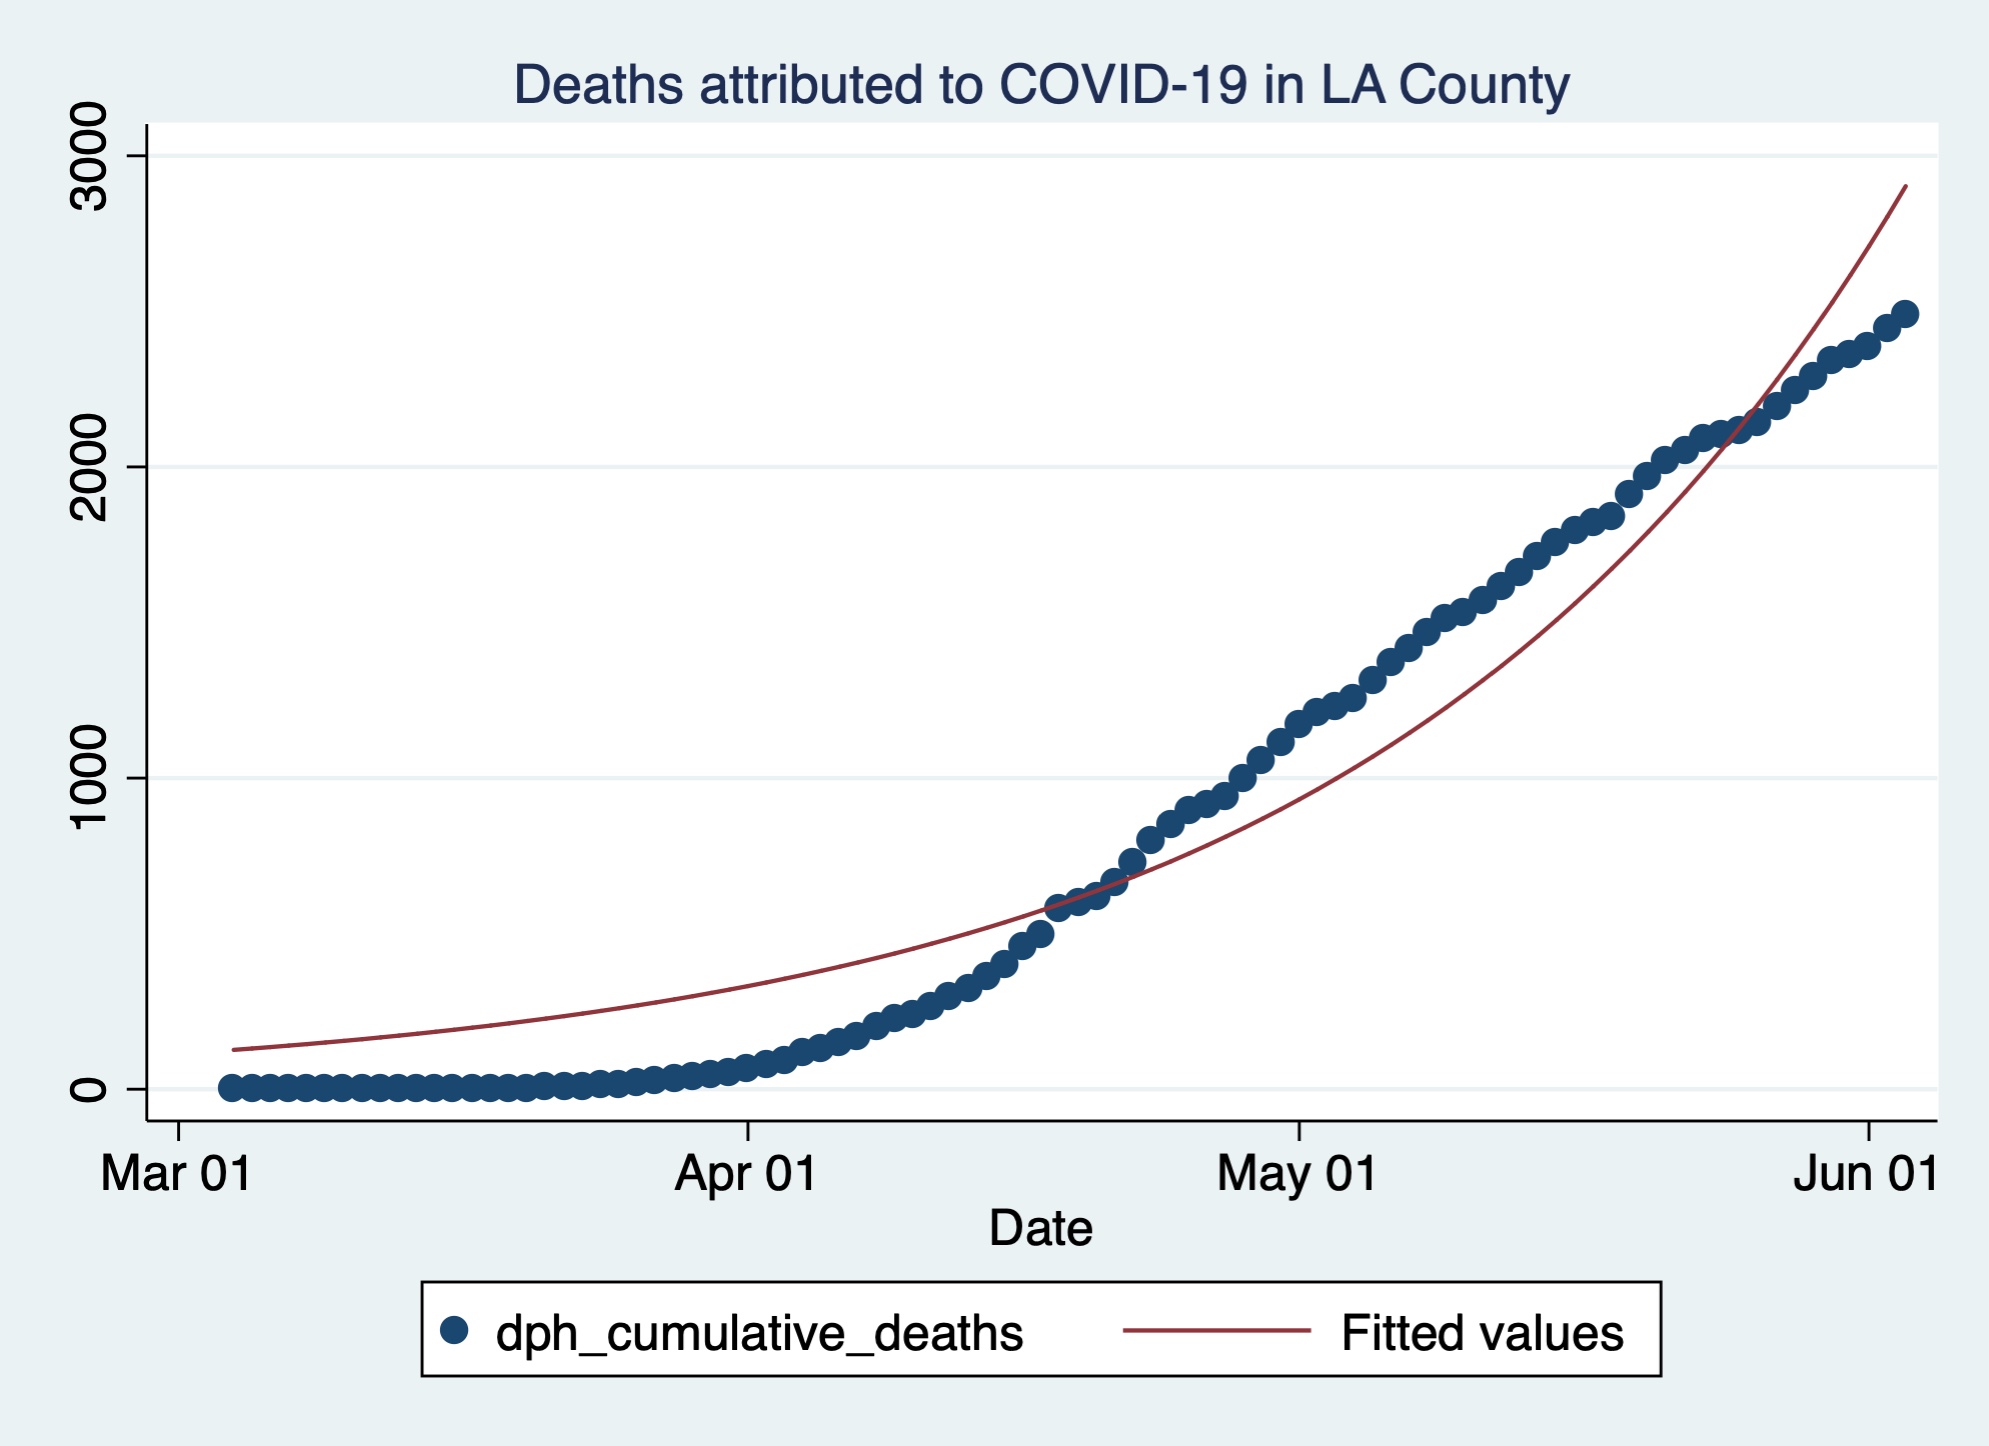 Deaths attributed to COVID-19 in LA County
3000
2000
1000
0
Mar 01 Apr 01 May 01 Jun 01
Date
dph_cumulative_deaths Fitted values